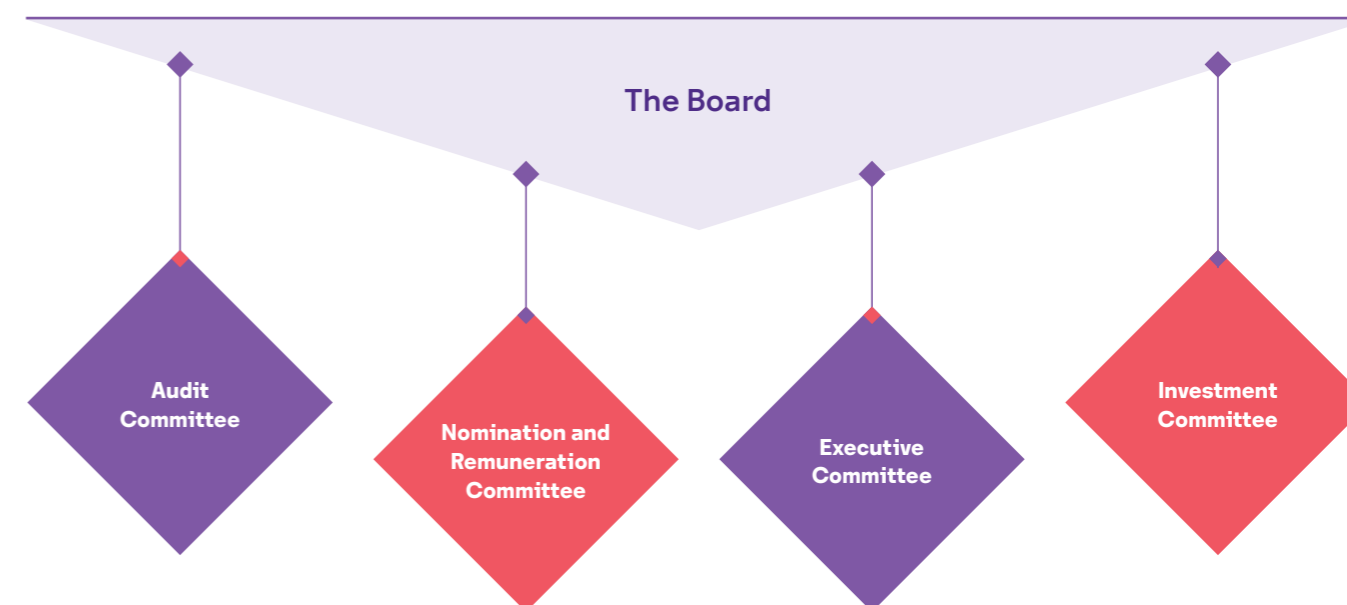 The Board
Audit
Committee
Nomination and
Remuneration
Committee
Executive
Committee
Investment
Committee